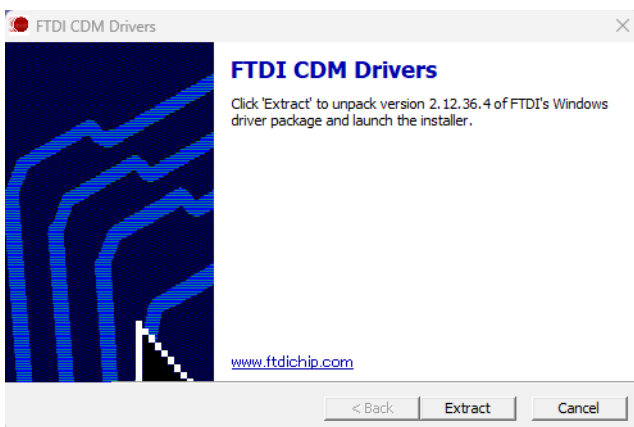 FTDI CDM Drivers
FTDI CDM Drivers
Click 'Extract' to unpack version 2.12.36.4 of FTDI's Windows
driver package and launch the installer.
www.ftdichip.com
< Back Extract Cancel